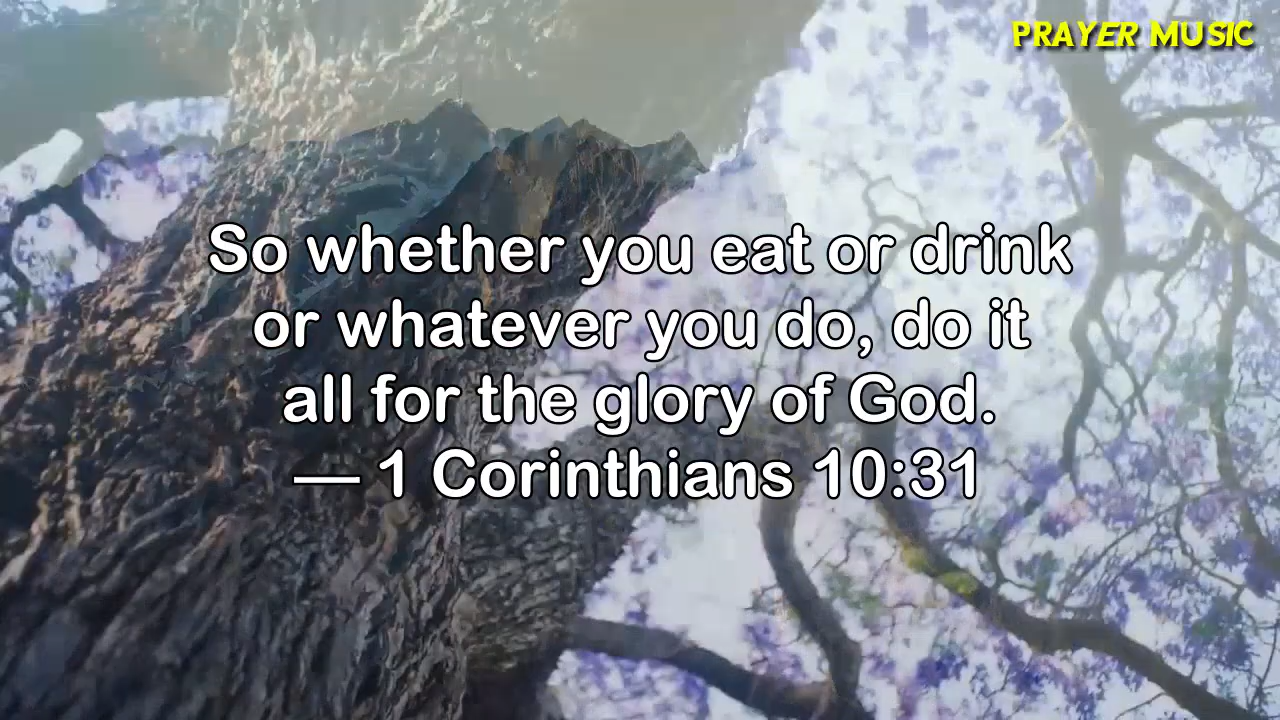 PRAYER MUSIC
So whether you eat or drink
or whatever you do, do it
all for the glory of God.
— 1 Corinthians 10:31